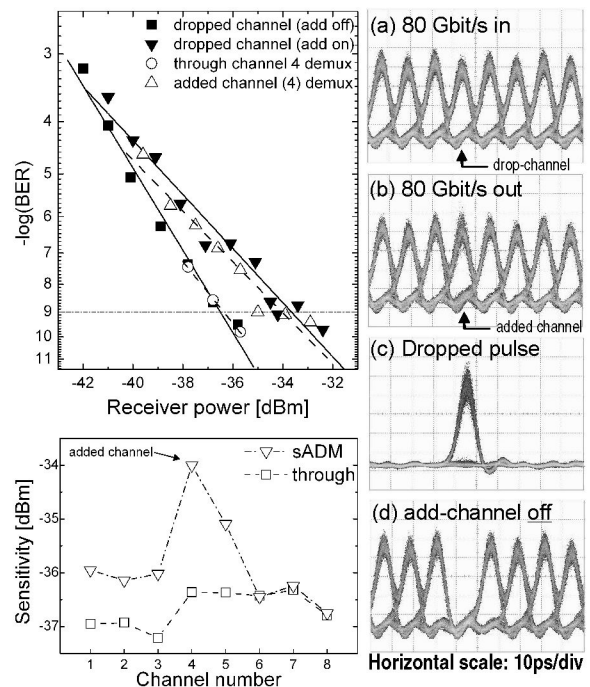 dropped channel (add off)
dropped channel (add on)
through channel 4 demux
added channel (4) demux
3
4
5
6
7
8
9
10
11
-log(BER)
-42 -40 -38 -36 -34 -32
Receiver power [dBm]
added channel
sADM
through
-34
-35
-36
-37
Sensitivity [dBm]
1 2 3 4 5 6 7 8
Channel number
(a) 80 Gbit/s in
drop-channel
(b) 80 Gbit/s out
added channel
(c) Dropped pulse
(d) add-channel off
Horizontal scale: 10ps/div